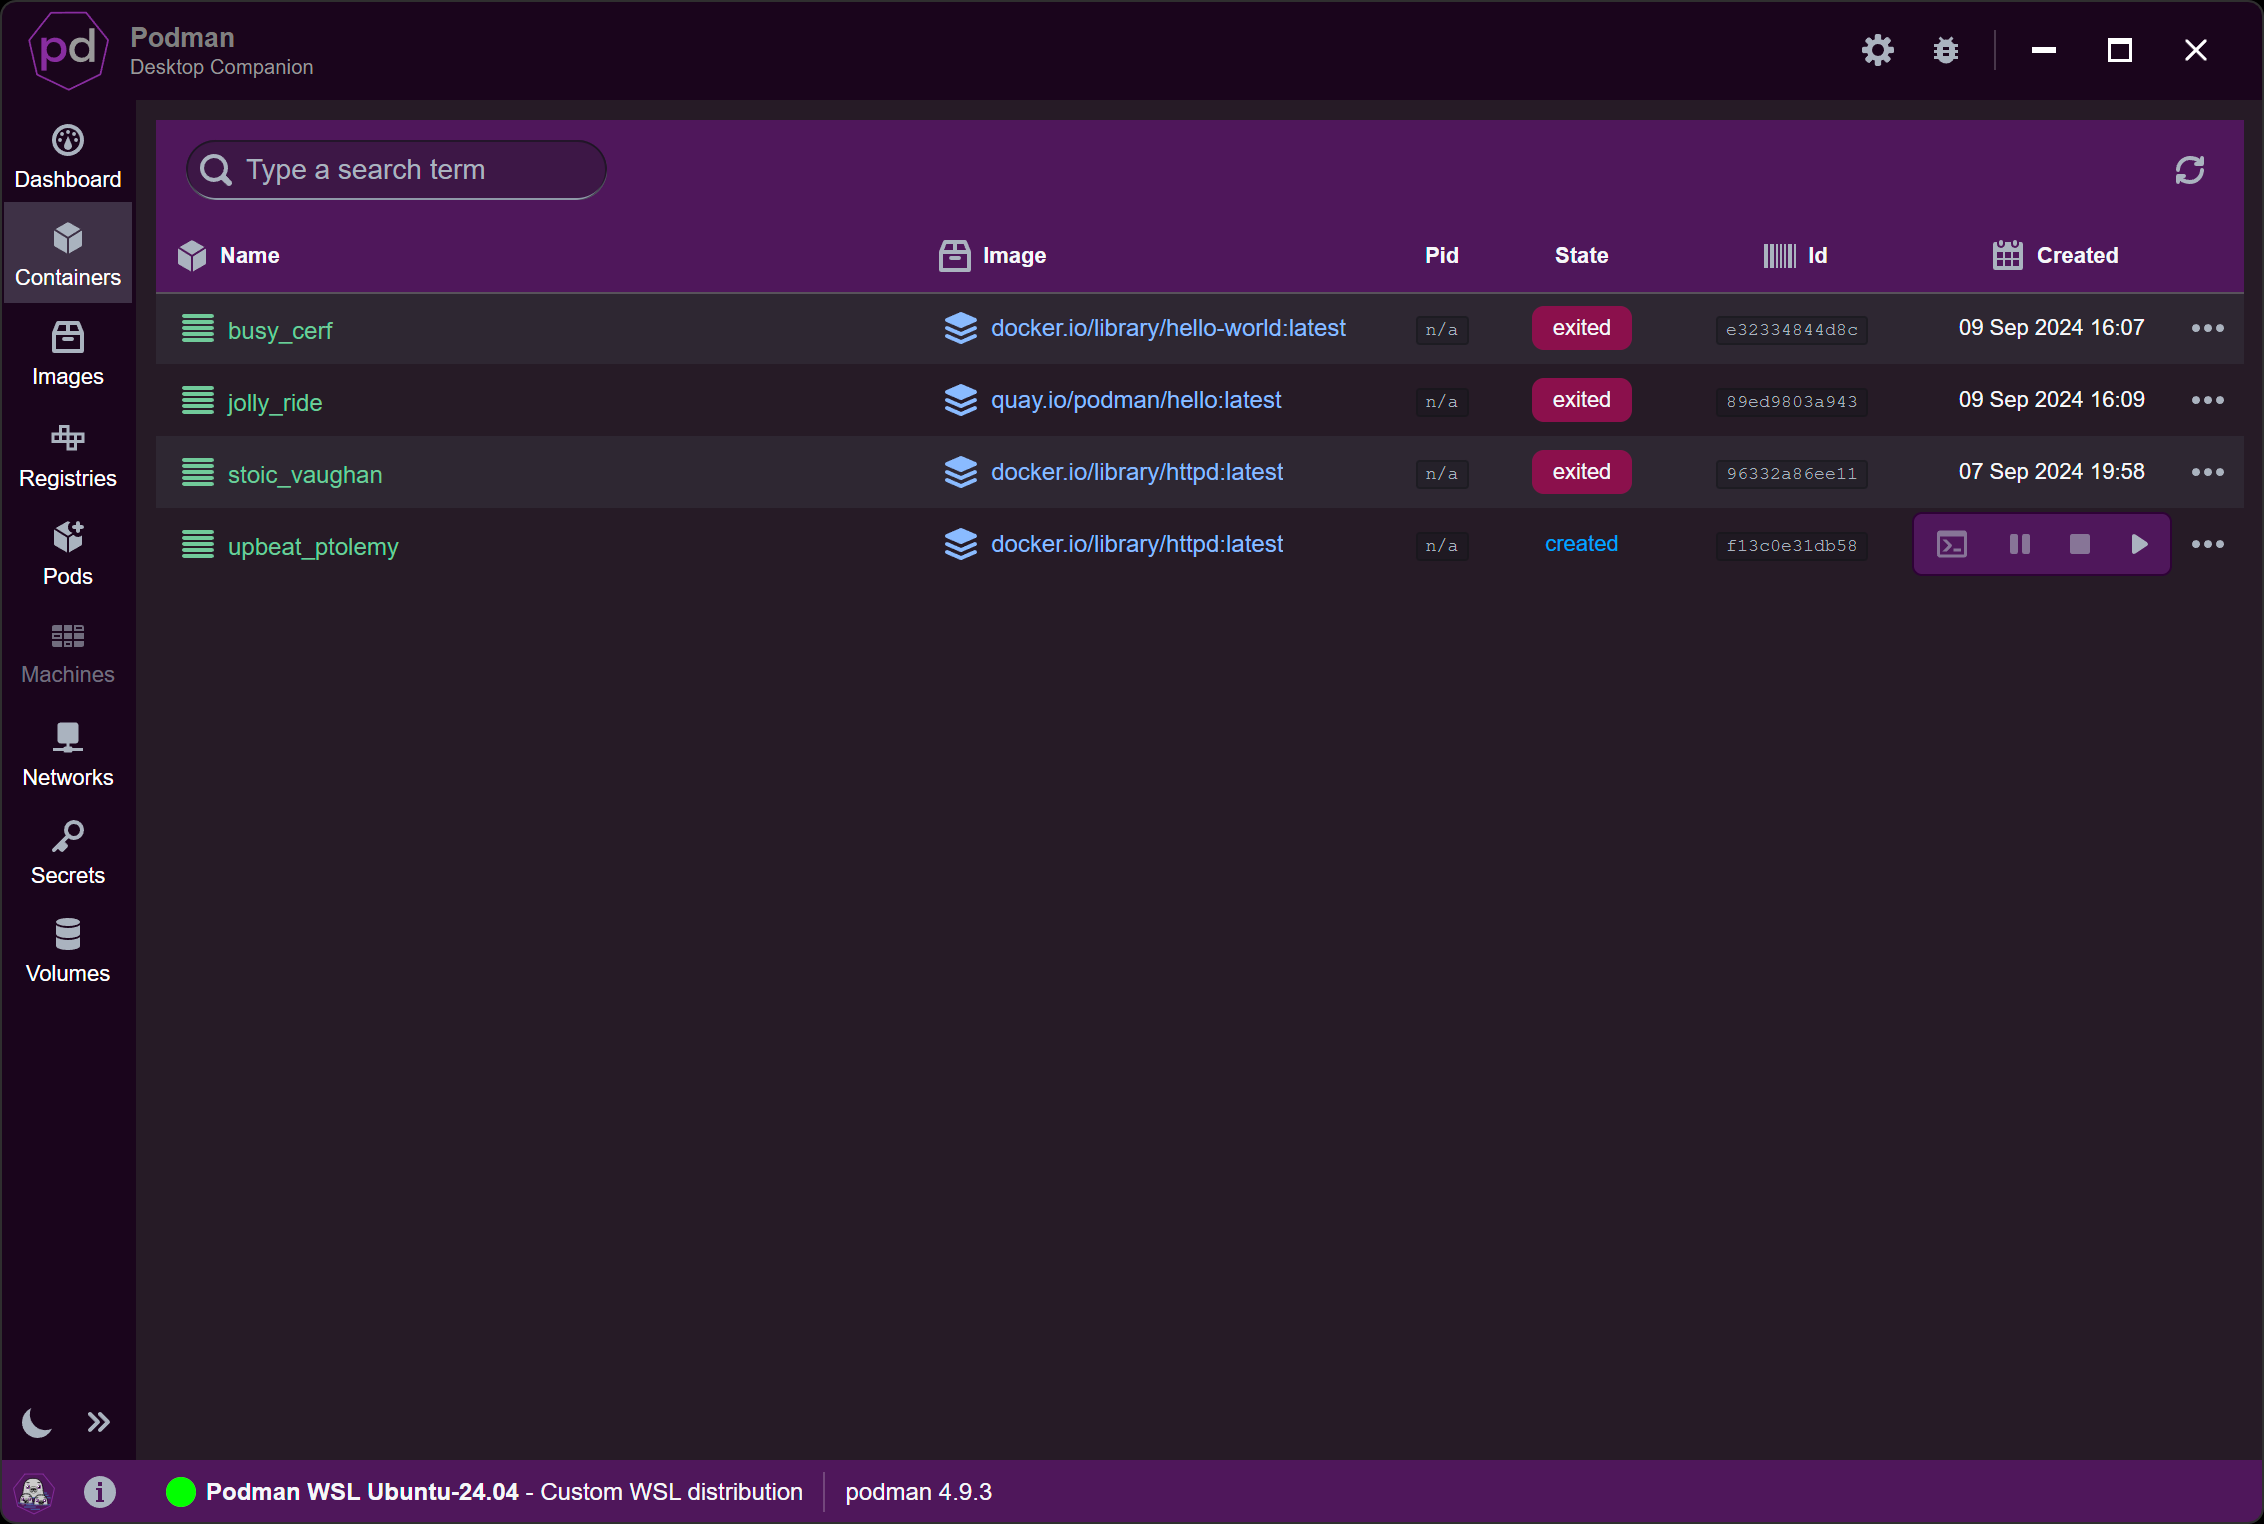 pd
Podman
Desktop Companion
Dashboard
Containers
Images
Registries
Pods
Machines
Networks
Secrets
Volumes
Type a search term
Name Image Pid State Id Created
busy_cerf docker.io/library/hello-world:latest n/a exited e32334844d8c 09 Sep 2024 16:07
jolly_ride quay.io/podman/hello:latest n/a exited 89ed9803a943 09 Sep 2024 16:09
stoic_vaughan docker.io/library/httpd:latest n/a exited 96332a86ee11 07 Sep 2024 19:58
upbeat_ptolemy docker.io/library/httpd:latest n/a created f13c0e31db58
Podman WSL Ubuntu-24.04 - Custom WSL distribution podman 4.9.3